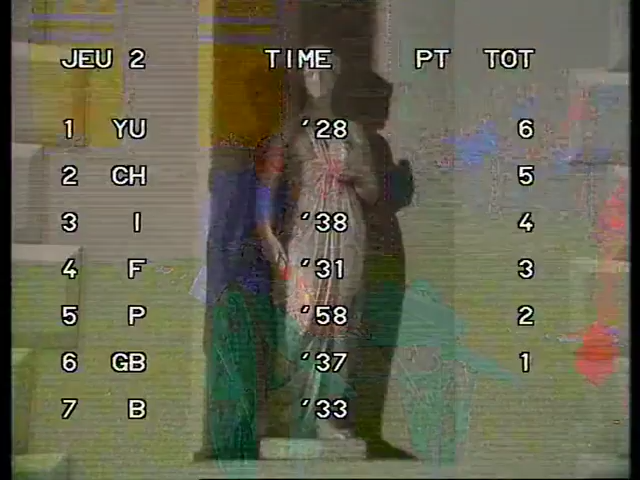 JEU 2 TIME PT TOT
1 YU '28 6
2 CH 5
3 I '38 4
4 F '31 3
5 P '58 2
6 GB '37 1
7 B '33